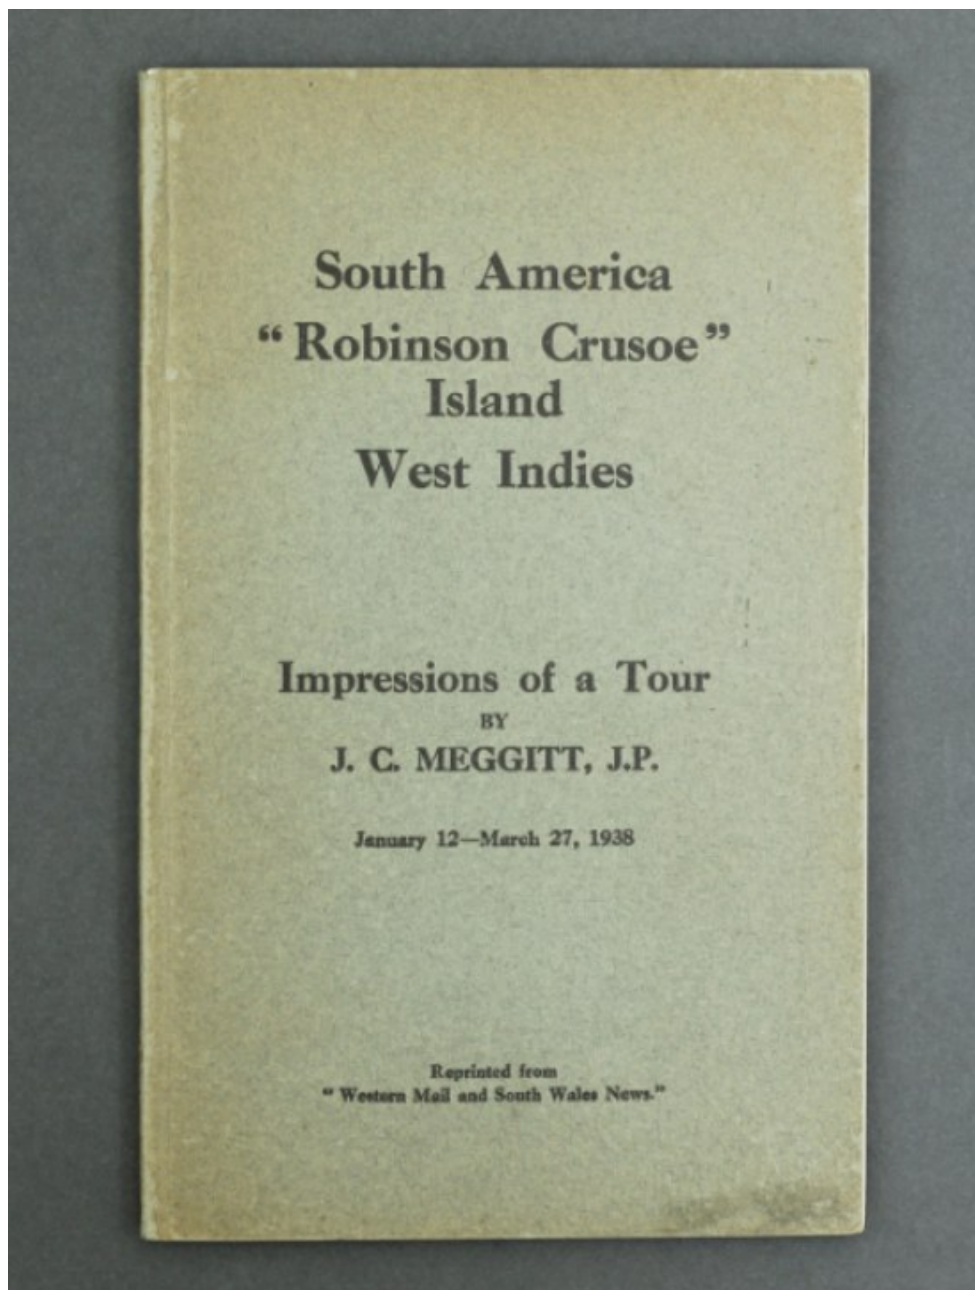 South America
“Robinson Crusoe”
Island
West Indies
Impressions of a Tour
BY
J. C. MEGGITT, J.P.
January 12—March 27, 1938
Reprinted from
“Western Mail and South Wales News.”